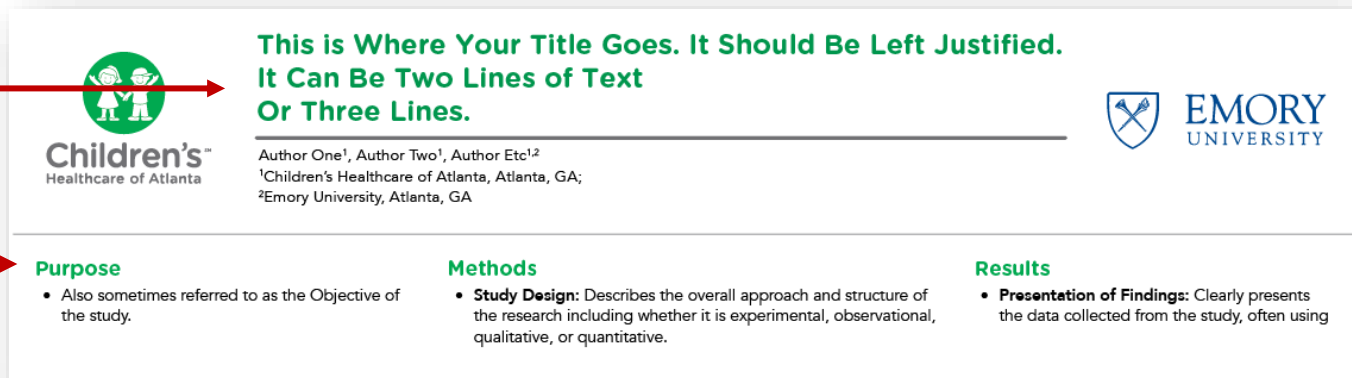 This is Where Your Title Goes. It Should Be Left Justified.
It Can Be Two Lines of Text
Or Three Lines.
Children's℠
Healthcare of Atlanta
EMORY
UNIVERSITY
Author One¹, Author Two¹, Author Etc¹,²
¹Children's Healthcare of Atlanta, Atlanta, GA;
²Emory University, Atlanta, GA
Purpose
• Also sometimes referred to as the Objective of
the study.
Methods
• Study Design: Describes the overall approach and structure of
the research including whether it is experimental, observational,
qualitative, or quantitative.
Results
• Presentation of Findings: Clearly presents
the data collected from the study, often using